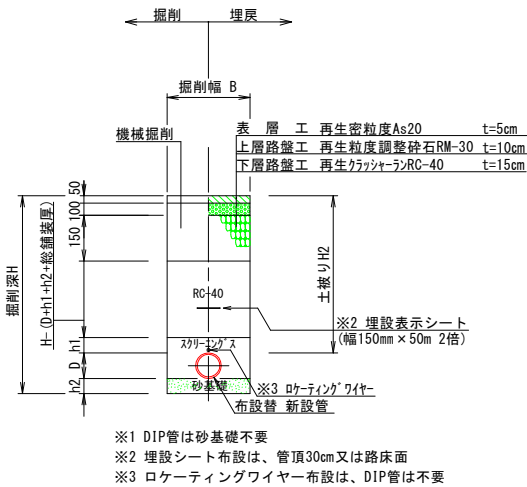 掘削 埋戻
掘削幅 B
機械掘削
表 層 工 再生密粒度As20 t=5cm
上層路盤工 再生粒度調整砕石RM-30 t=10cm
下層路盤工 再生ｸﾗｯｼｬｰﾗﾝRC-40 t=15cm
50
100
150
掘削深H
H-(D+h1+h2+総舗装厚)
h1
D
h2
土被りH2
RC-40
※2 埋設表示シート
(幅150mm×50m 2倍)
ｽｸﾘｰﾆﾝｸﾞｽ
砂基礎
※3 ﾛｹｰﾃｨﾝｸﾞﾜｲﾔｰ
布設替 新設管
※1 DIP管は砂基礎不要
※2 埋設シート布設は、管頂30cm又は路床面
※3 ロケーティングワイヤー布設は、DIP管は不要